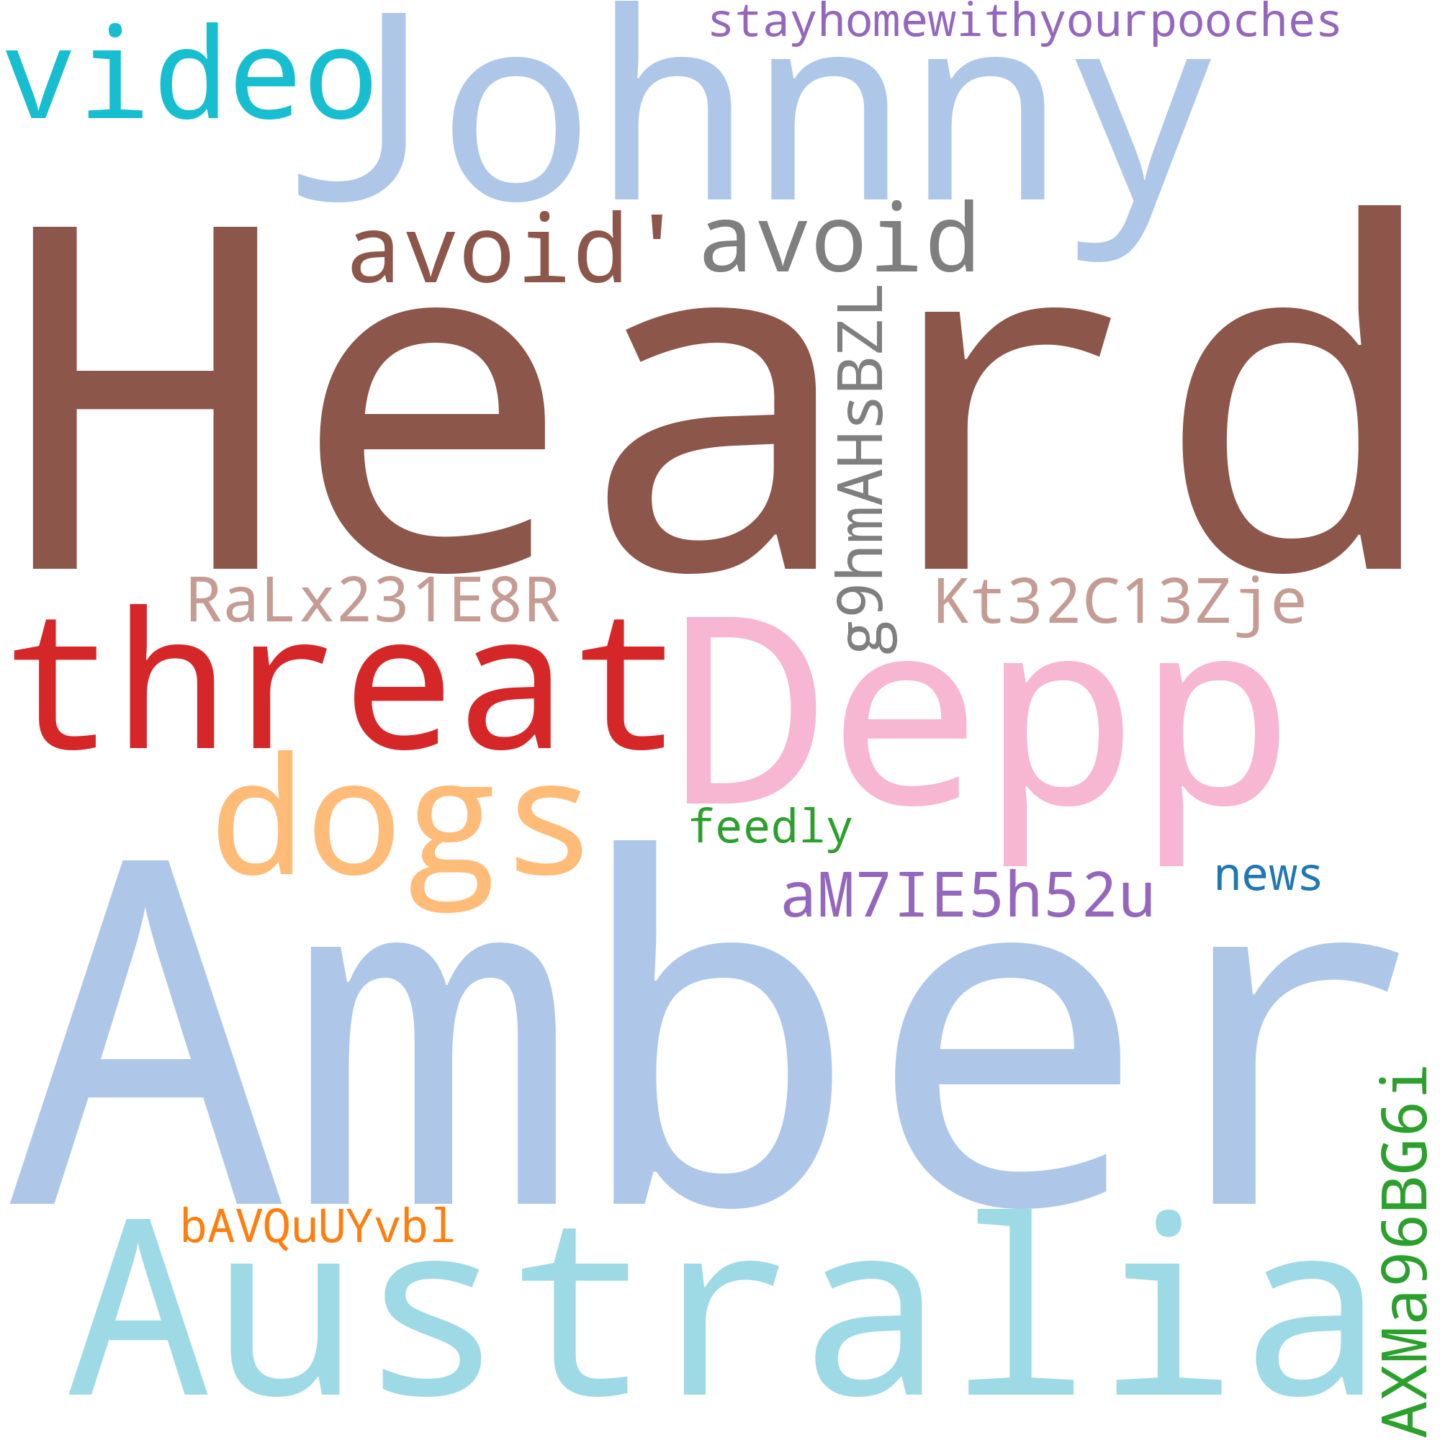 stayhomewithyourpooches
video
Johnny
avoid'
avoid
Heard
g9hmAHsBZL
RaLx231E8R
Kt32C13Zje
threat
Depp
dogs
feedly
news
aM7IE5h52u
Amber
AXMa96BG6i
bAVQuUYvbl
Australia